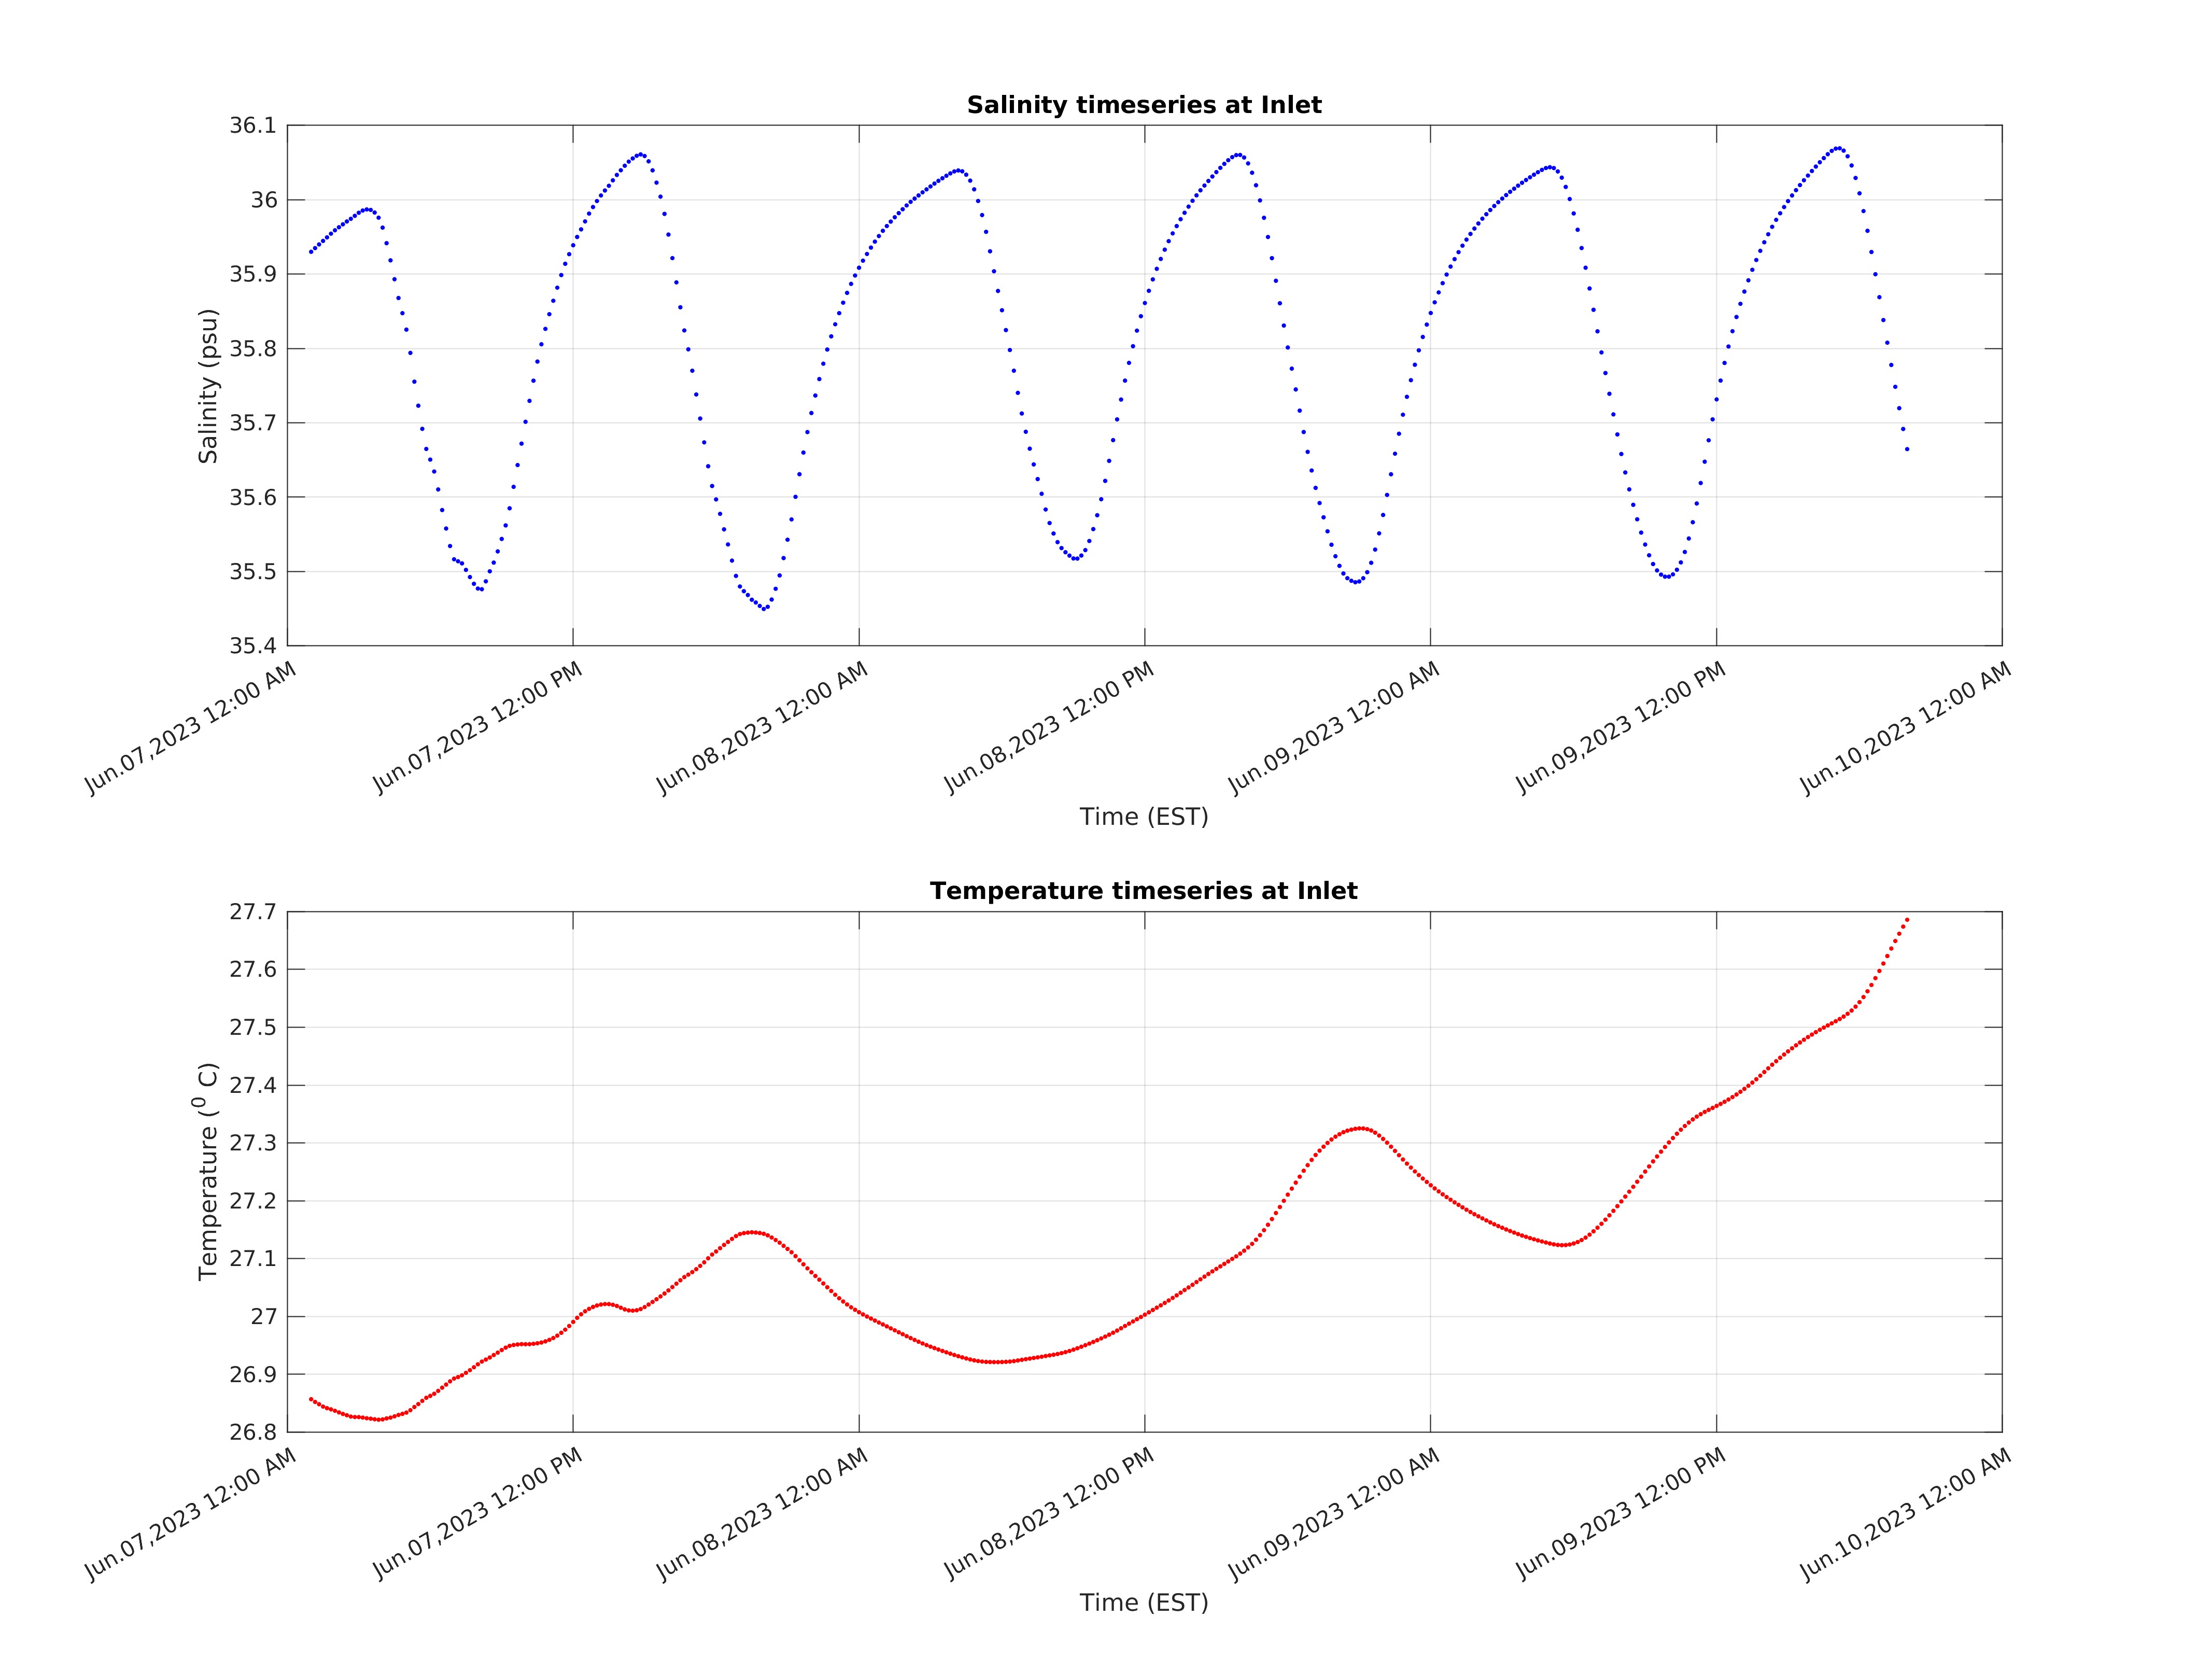 Salinity timeseries at Inlet
36.1
36
35.9
35.8
35.7
35.6
35.5
35.4
Salinity (psu)
Jun.07,2023 12:00 AM
Jun.07,2023 12:00 PM
Jun.08,2023 12:00 AM
Jun.08,2023 12:00 PM
Jun.09,2023 12:00 AM
Jun.09,2023 12:00 PM
Jun.10,2023 12:00 AM
Time (EST)
Temperature timeseries at Inlet
27.7
27.6
27.5
27.4
27.3
27.2
27.1
27
26.9
26.8
Temperature (⁰ C)
Jun.07,2023 12:00 AM
Jun.07,2023 12:00 PM
Jun.08,2023 12:00 AM
Jun.08,2023 12:00 PM
Jun.09,2023 12:00 AM
Jun.09,2023 12:00 PM
Jun.10,2023 12:00 AM
Time (EST)